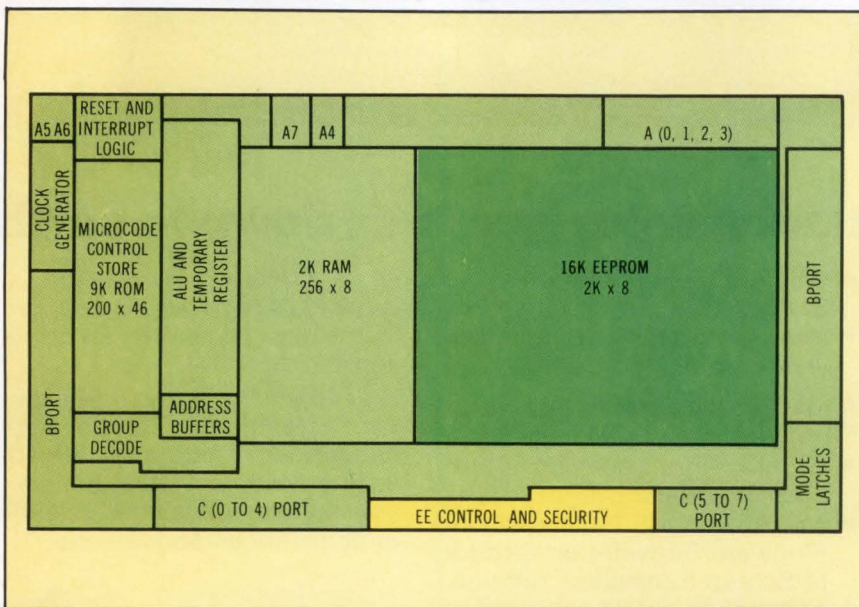 A5 A6
RESET AND
INTERRUPT
LOGIC
A7
A4
A (0, 1, 2, 3)
CLOCK
GENERATOR
MICROCODE
CONTROL
STORE
9K ROM
200 x 46
ALU AND
TEMPORARY
REGISTER
2K RAM
256 x 8
16K EEPROM
2K x 8
BPORT
BPORT
GROUP
DECODE
ADDRESS
BUFFERS
MODE
LATCHES
C (0 TO 4) PORT
EE CONTROL AND SECURITY
C (5 TO 7)
PORT